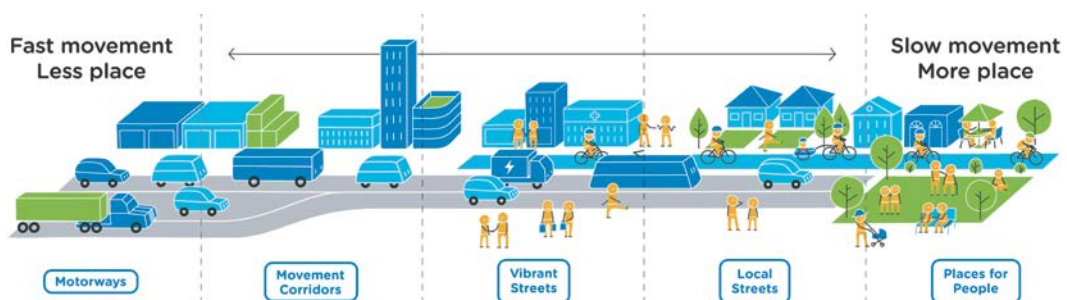 Fast movement
Less place
Slow movement
More place
Motorways
Movement
Corridors
Vibrant
Streets
Local
Streets
Places for
People